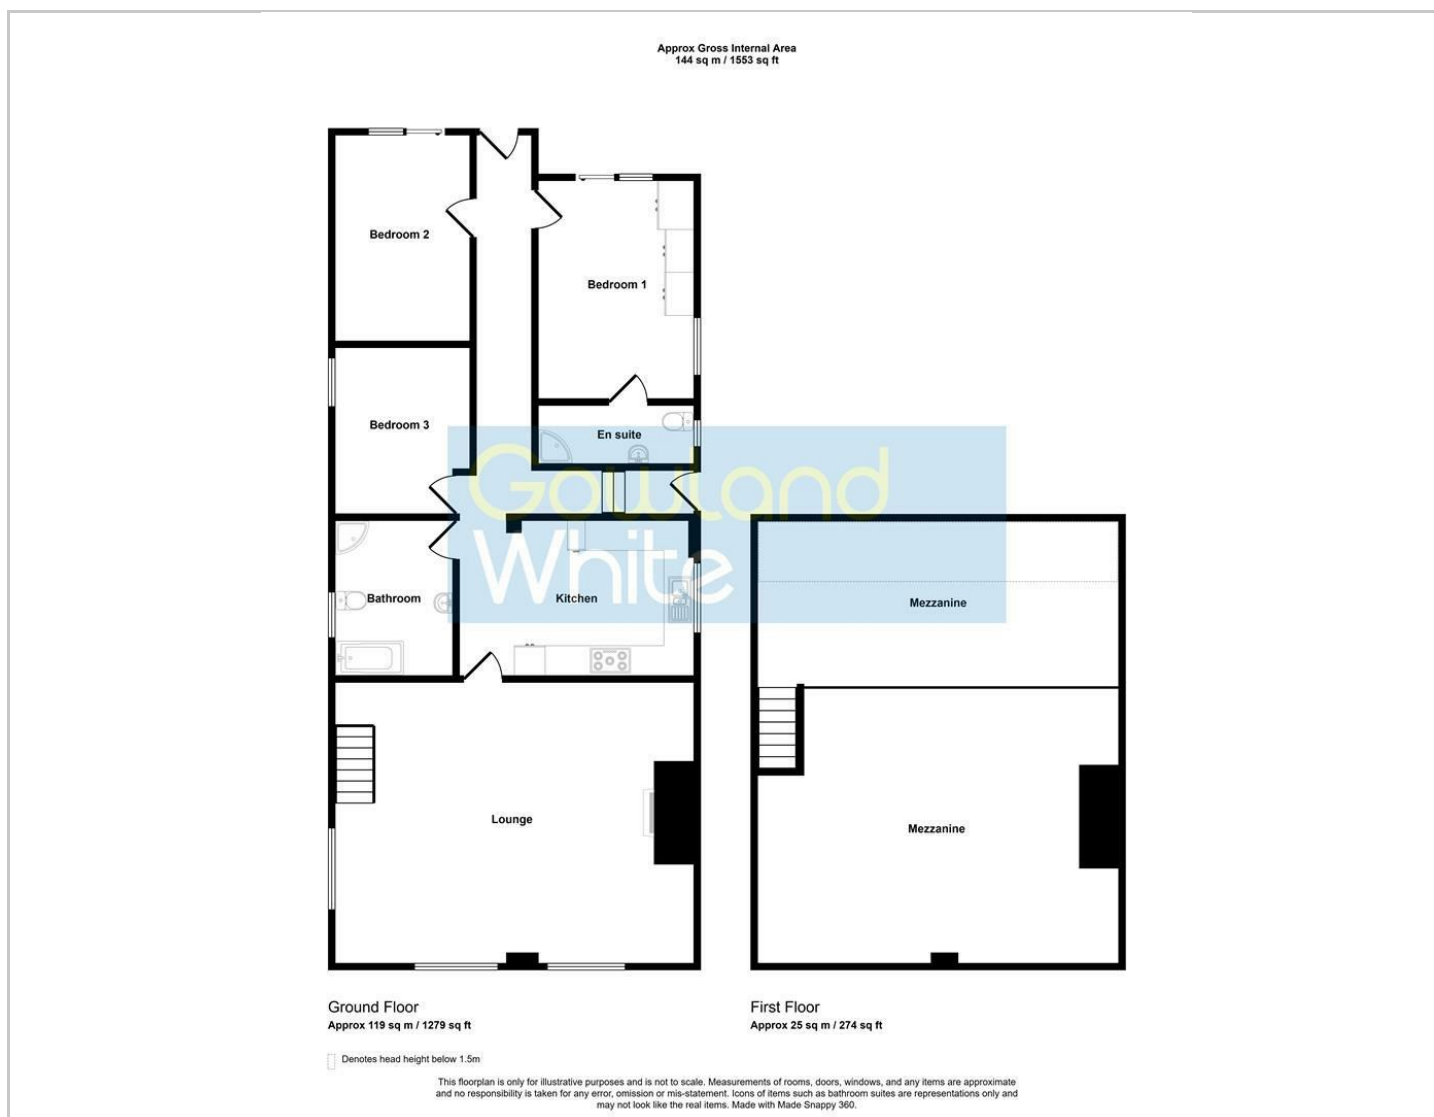 Approx Gross Internal Area
144 sq m / 1553 sq ft
Bedroom 2
Bedroom 1
Bedroom 3
En suite
Gowland
White
Bathroom
Kitchen
Mezzanine
Lounge
Mezzanine
Ground Floor
Approx 119 sq m / 1279 sq ft
First Floor
Approx 25 sq m / 274 sq ft
Denotes head height below 1.5m
This floorplan is only for illustrative purposes and is not to scale. Measurements of rooms, doors, windows, and any items are approximate
and no responsibility is taken for any error, omission or mis-statement. Icons of items such as bathroom suites are representations only and
may not look like the real items. Made with Made Snappy 360.